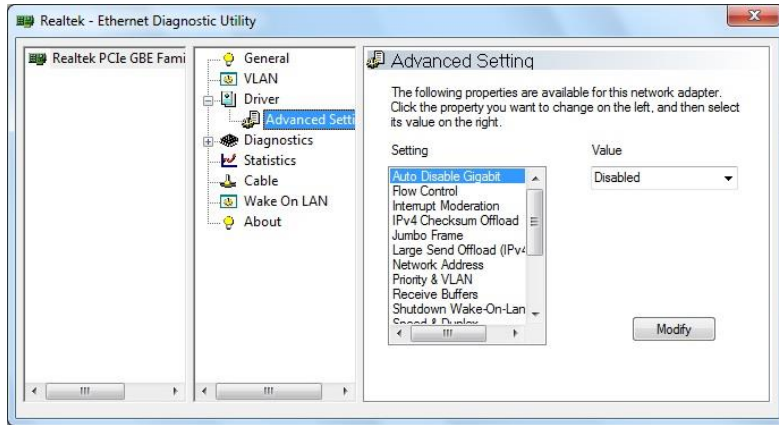 Realtek - Ethernet Diagnostic Utility
Realtek PCIe GBE Fami
General
VLAN
Driver
Advanced Setti
Diagnostics
Statistics
Cable
Wake On LAN
About
Advanced Setting
The following properties are available for this network adapter.
Click the property you want to change on the left, and then select
its value on the right.
Setting
Value
Auto Disable Gigabit
Disabled
Flow Control
Interrupt Moderation
IPv4 Checksum Offload
Jumbo Frame
Large Send Offload (IPv4
Network Address
Priority & VLAN
Receive Buffers
Shutdown Wake-On-Lan
Speed & Duplex
Modify